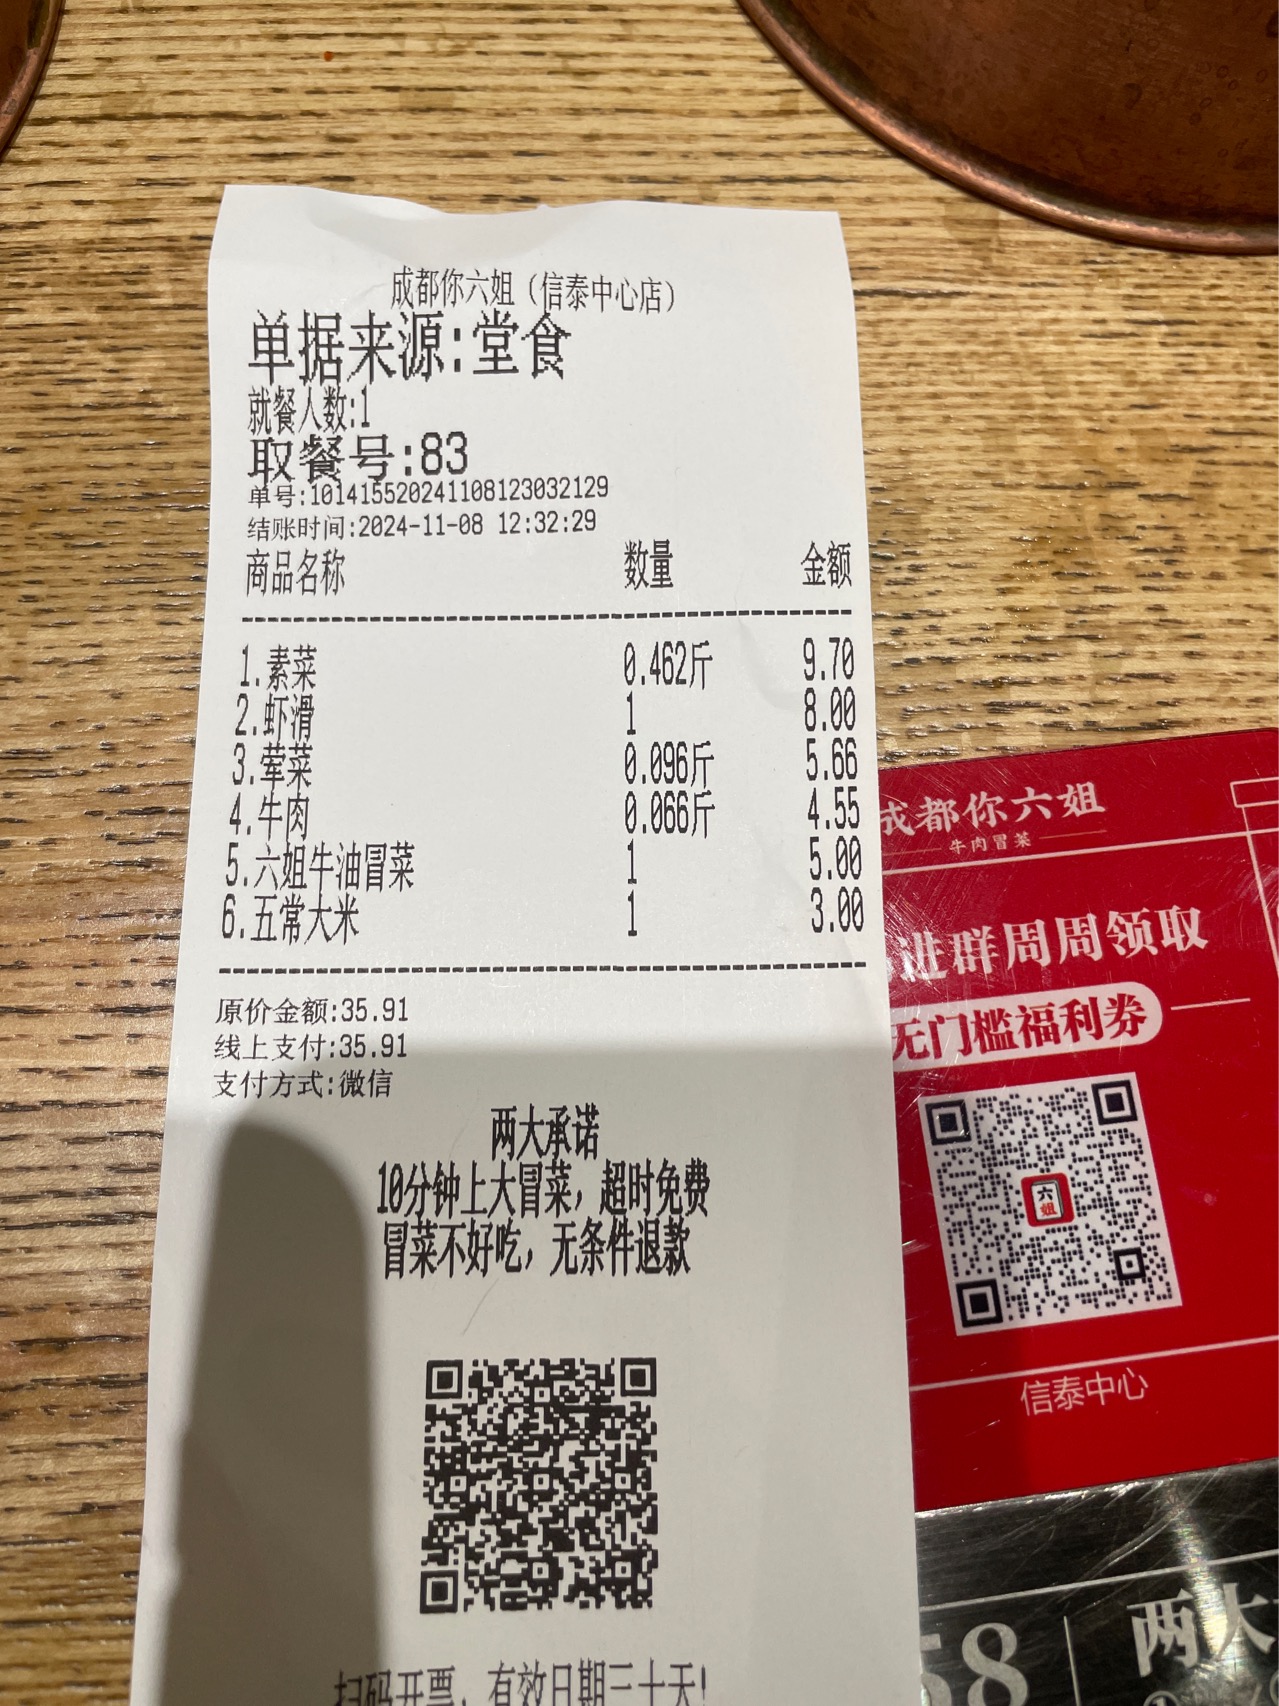 成都你六姐（信泰中心店）
单据来源:堂食
就餐人数:1
取餐号:83
单号:101415520241108123032129
结账时间:2024-11-08 12:32:29
商品名称 数量 金额
1.素菜 0.462斤 9.70
2.虾滑 1 8.00
3.荤菜 0.096斤 5.66
4.牛肉 0.066斤 4.55
5.六姐牛油冒菜 1 5.00
6.五常大米 1 3.00
原价金额:35.91
线上支付:35.91
支付方式:微信
两大承诺
10分钟上大冒菜，超时免费
冒菜不好吃，无条件退款
扫码开票，有效日期三十天!
成都你六姐
牛肉冒菜
进群周周领取
无门槛福利券
六姐
信泰中心
58
两大